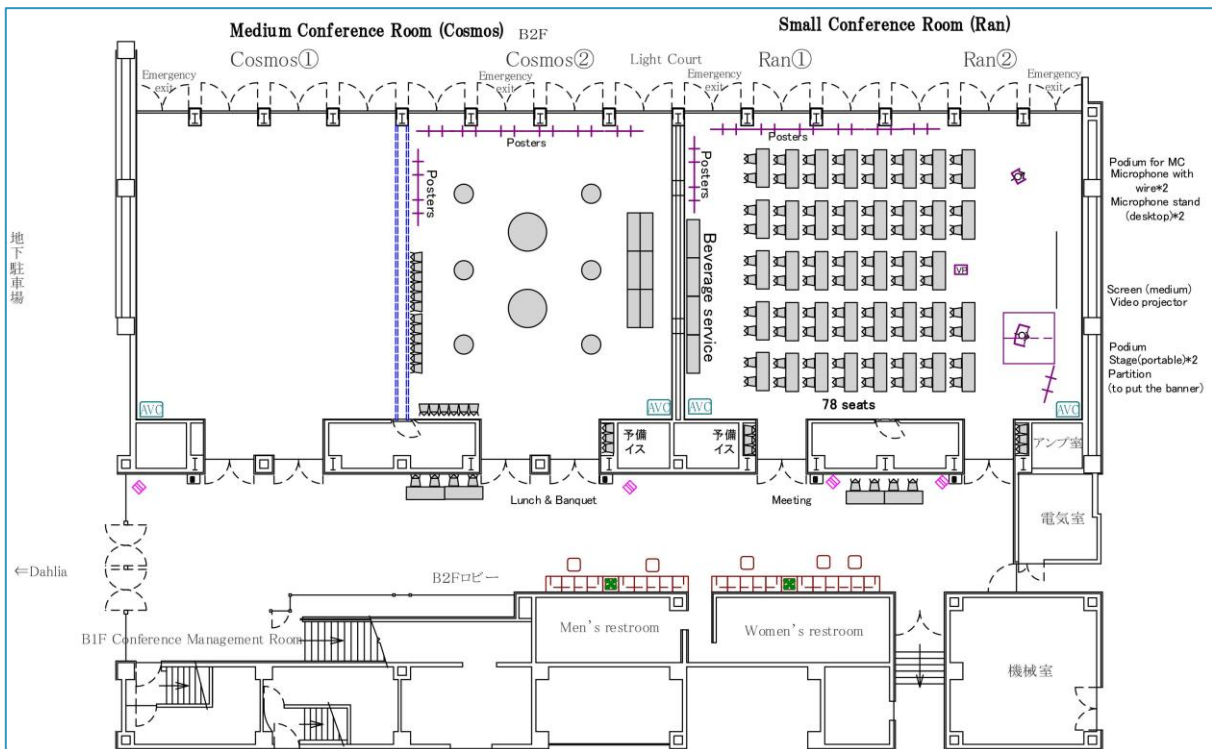 Medium Conference Room (Cosmos)
B2F
Small Conference Room (Ran)
Cosmos①
Cosmos②
Light Court
Ran①
Ran②
Emergency
exit
Emergency
exit
Emergency
exit
Emergency
exit
Posters
Posters
Posters
Posters
Beverage service
VP
Podium for MC
Microphone with
wire*2
Microphone stand
(desktop)*2
Screen (medium)
Video projector
Podium
Stage(portable)*2
Partition
(to put the banner)
地下駐車場
78 seats
AVC
AVC
AVC
AVC
予備
イス
予備
イス
アンプ室
Lunch & Banquet
Meeting
電気室
⇐Dahlia
B2Fロビー
B1F Conference Management Room
Men's restroom
Women's restroom
機械室